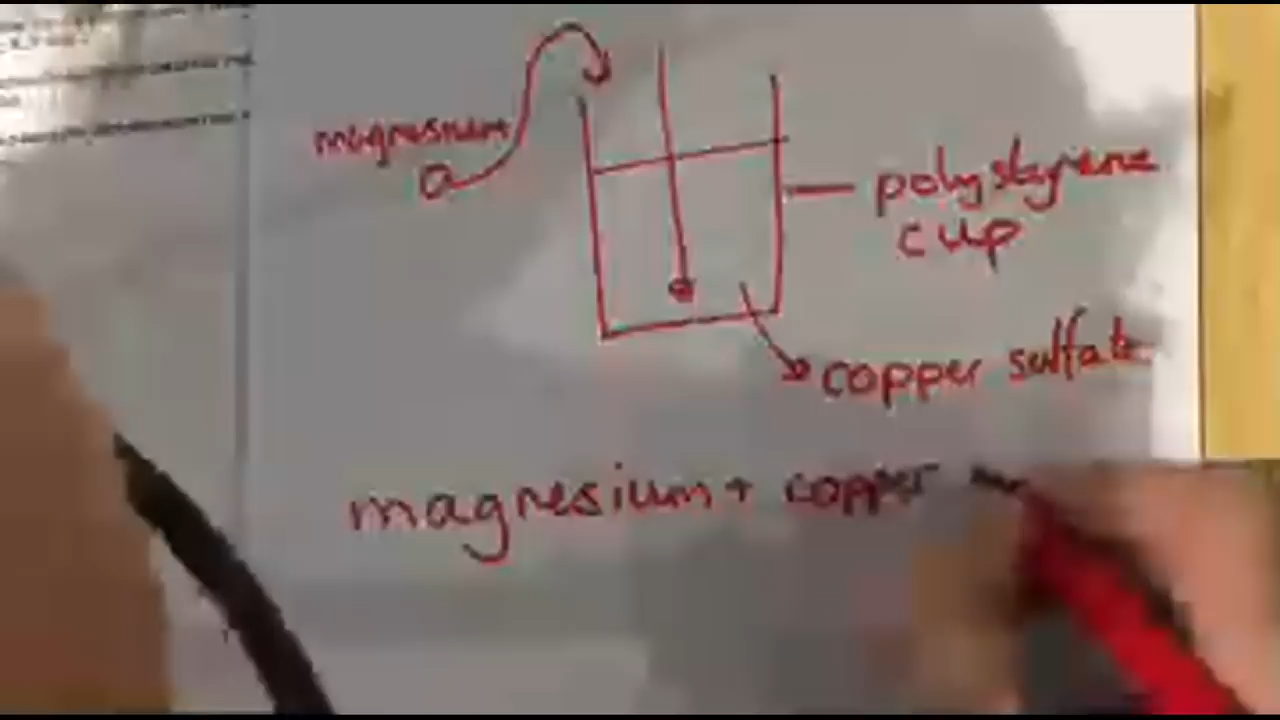 magnesium
polystyrene
cup
copper sulfate
magnesium + copper